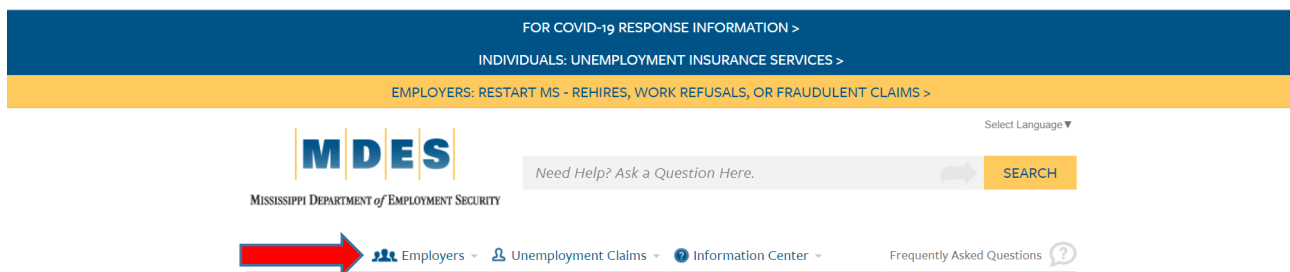 FOR COVID-19 RESPONSE INFORMATION >
INDIVIDUALS: UNEMPLOYMENT INSURANCE SERVICES >
EMPLOYERS: RESTART MS - REHIRES, WORK REFUSALS, OR FRAUDULENT CLAIMS >
Select Language▼
MDES
Need Help? Ask a Question Here.
SEARCH
MISSISSIPPI DEPARTMENT of EMPLOYMENT SECURITY
Employers Unemployment Claims Information Center Frequently Asked Questions